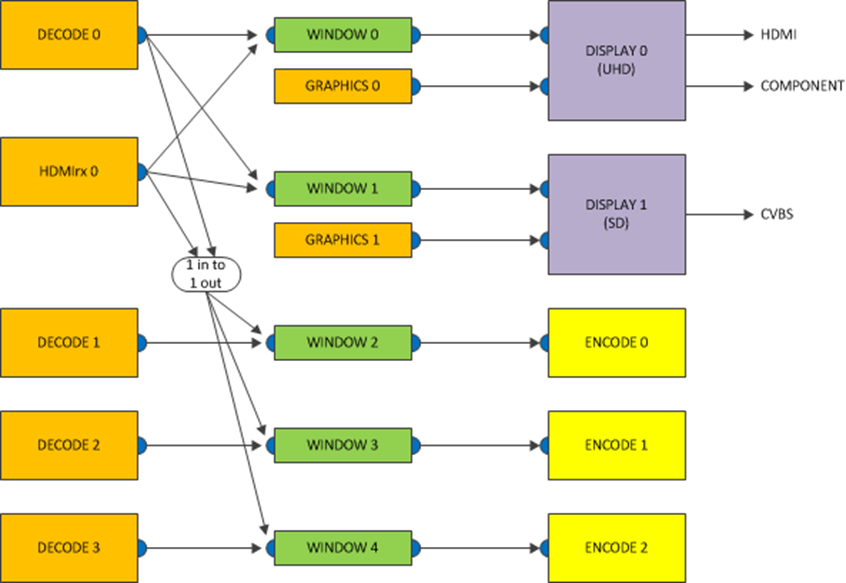 DECODE 0
WINDOW 0
GRAPHICS 0
DISPLAY 0
(UHD)
HDMI
COMPONENT
HDMIrx 0
WINDOW 1
GRAPHICS 1
DISPLAY 1
(SD)
CVBS
1 in to
1 out
DECODE 1
WINDOW 2
ENCODE 0
DECODE 2
WINDOW 3
ENCODE 1
DECODE 3
WINDOW 4
ENCODE 2